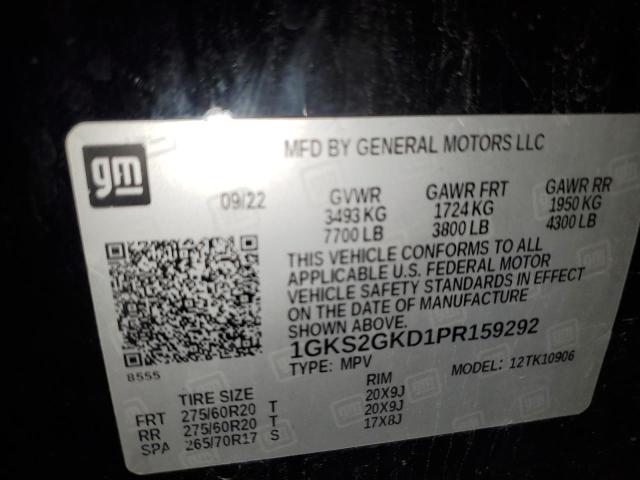 gm
MFD BY GENERAL MOTORS LLC
09/22
GVWR GAWR FRT GAWR RR
3493 KG 1724 KG 1950 KG
7700 LB 3800 LB 4300 LB
THIS VEHICLE CONFORMS TO ALL
APPLICABLE U.S. FEDERAL MOTOR
VEHICLE SAFETY STANDARDS IN EFFECT
ON THE DATE OF MANUFACTURE
SHOWN ABOVE.
1GKS2GKD1PR159292
TYPE: MPV MODEL: 12TK10906
8555
TIRE SIZE RIM
FRT 275/60R20 T 20X9J
RR 275/60R20 T 20X9J
SPA 265/70R17 S 17X8J